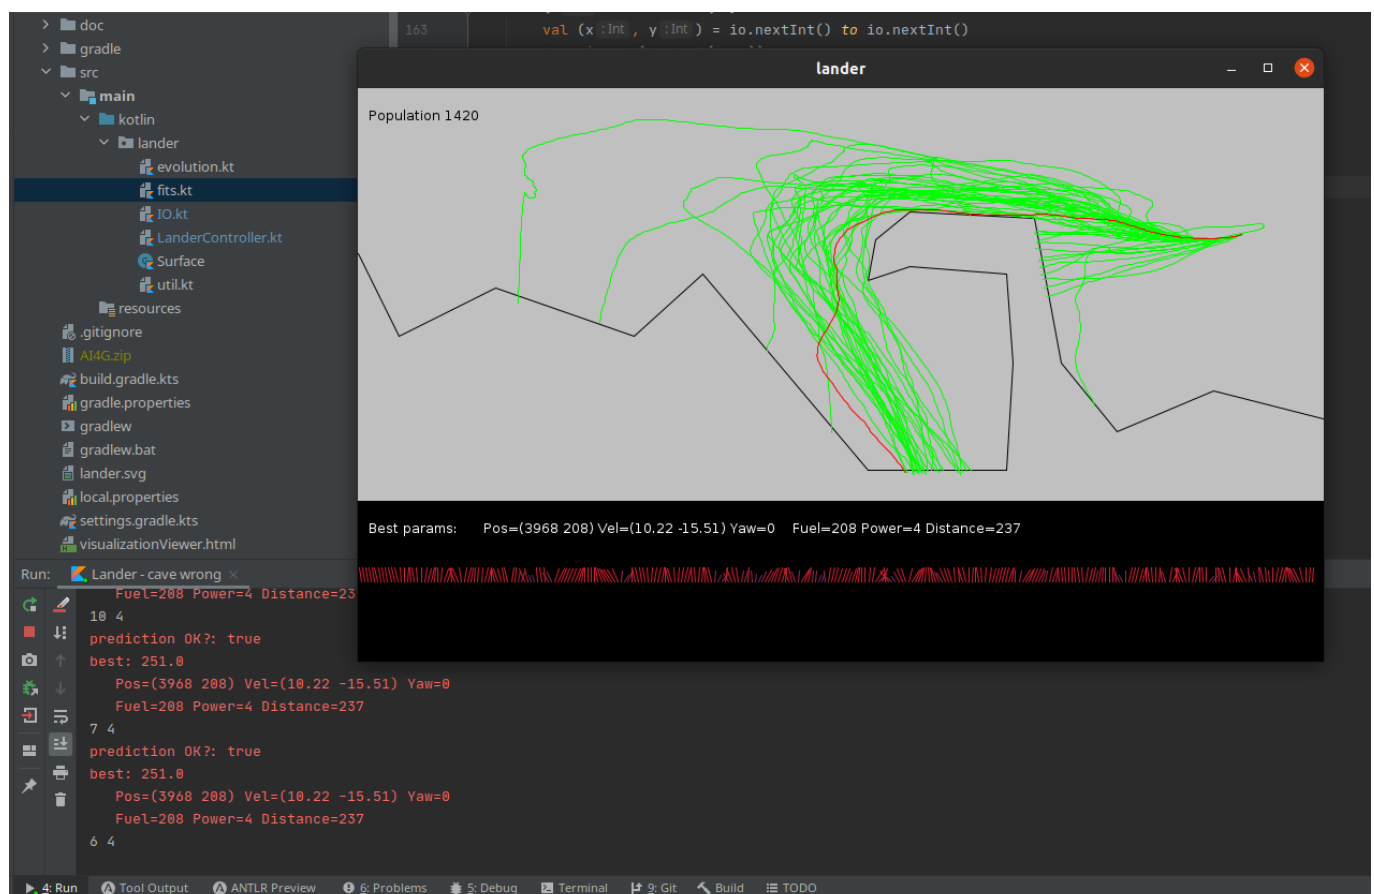 doc
gradle
src
main
kotlin
lander
evolution.kt
fits.kt
IO.kt
LanderController.kt
Surface
util.kt
resources
.gitignore
AI4G.zip
build.gradle.kts
gradle.properties
gradlew
gradlew.bat
lander.svg
local.properties
settings.gradle.kts
visualizationViewer.html
163 val (x : Int , y : Int ) = io.nextInt() to io.nextInt()
lander
Population 1420
Best params: Pos=(3968 208) Vel=(10.22 -15.51) Yaw=0 Fuel=208 Power=4 Distance=237
Run: Lander - cave wrong
Fuel=208 Power=4 Distance=23
10 4
prediction OK?: true
best: 251.0
Pos=(3968 208) Vel=(10.22 -15.51) Yaw=0
Fuel=208 Power=4 Distance=237
7 4
prediction OK?: true
best: 251.0
Pos=(3968 208) Vel=(10.22 -15.51) Yaw=0
Fuel=208 Power=4 Distance=237
6 4
4: Run Tool Output ANTLR Preview 6: Problems 5: Debug Terminal 9: Git Build TODO